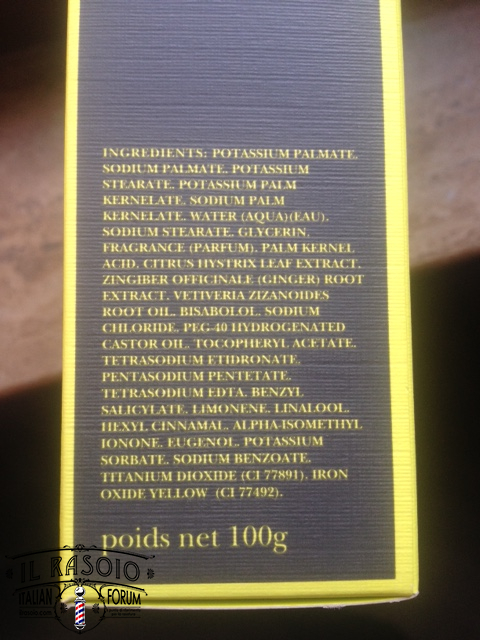 INGREDIENTS: POTASSIUM PALMATE,
SODIUM PALMATE, POTASSIUM
STEARATE, POTASSIUM PALM
KERNELATE, SODIUM PALM
KERNELATE, WATER (AQUA)(EAU),
SODIUM STEARATE, GLYCERIN,
FRAGRANCE (PARFUM), PALM KERNEL
ACID, CITRUS HYSTRIX LEAF EXTRACT,
ZINGIBER OFFICINALE (GINGER) ROOT
EXTRACT, VETIVERIA ZIZANOIDES
ROOT OIL, BISABOLOL, SODIUM
CHLORIDE, PEG-40 HYDROGENATED
CASTOR OIL, TOCOPHERYL ACETATE,
TETRASODIUM ETIDRONATE,
PENTASODIUM PENTETATE,
TETRASODIUM EDTA, BENZYL
SALICYLATE, LIMONENE, LINALOOL,
HEXYL CINNAMAL, ALPHA-ISOMETHYL
IONONE, EUGENOL, POTASSIUM
SORBATE, SODIUM BENZOATE,
TITANIUM DIOXIDE (CI 77891), IRON
OXIDE YELLOW (CI 77492).
poids net 100g
IL RASOIO
ITALIAN FORUM